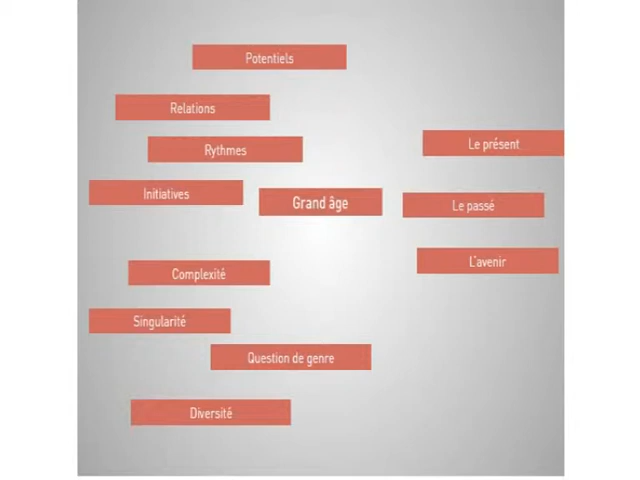 Potentiels
Relations
Rythmes
Le présent
Initiatives
Grand âge
Le passé
L'avenir
Complexité
Singularité
Question de genre
Diversité